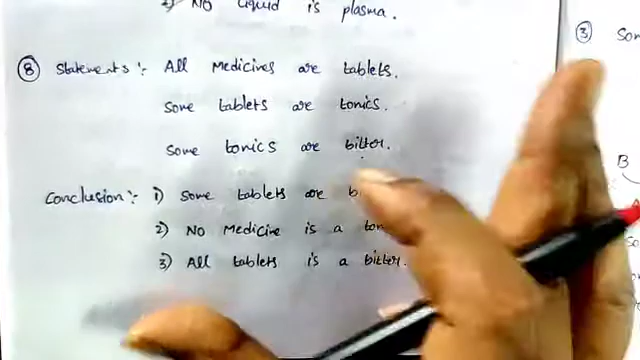 2) No Liquid is plasma.
8 Statements:- All Medicines are tablets.
Some tablets are tonics.
Some tonics are bitter.
Conclusion:- 1) Some tablets are
2) No Medicine is a
3) All tablets is a bitter.
3
B